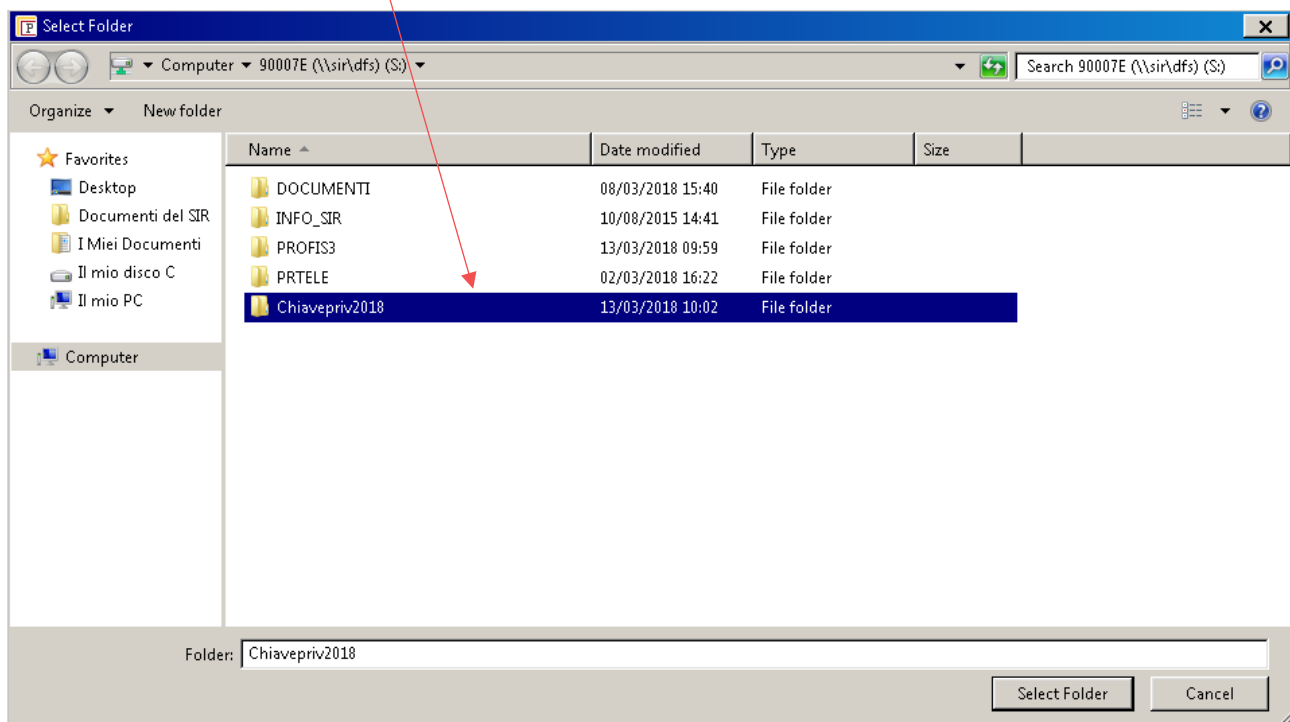 Select Folder
Computer 90007E (\\sir\dfs) (S:)
Search 90007E (\\sir\dfs) (S:)
Organize New folder
Name Date modified Type Size
Favorites
Desktop
Documenti del SIR
I Miei Documenti
Il mio disco C
Il mio PC
Computer
DOCUMENTI 08/03/2018 15:40 File folder
INFO_SIR 10/08/2015 14:41 File folder
PROFIS3 13/03/2018 09:59 File folder
PRTELE 02/03/2018 16:22 File folder
Chiavepriv2018 13/03/2018 10:02 File folder
Folder: Chiavepriv2018
Select Folder Cancel